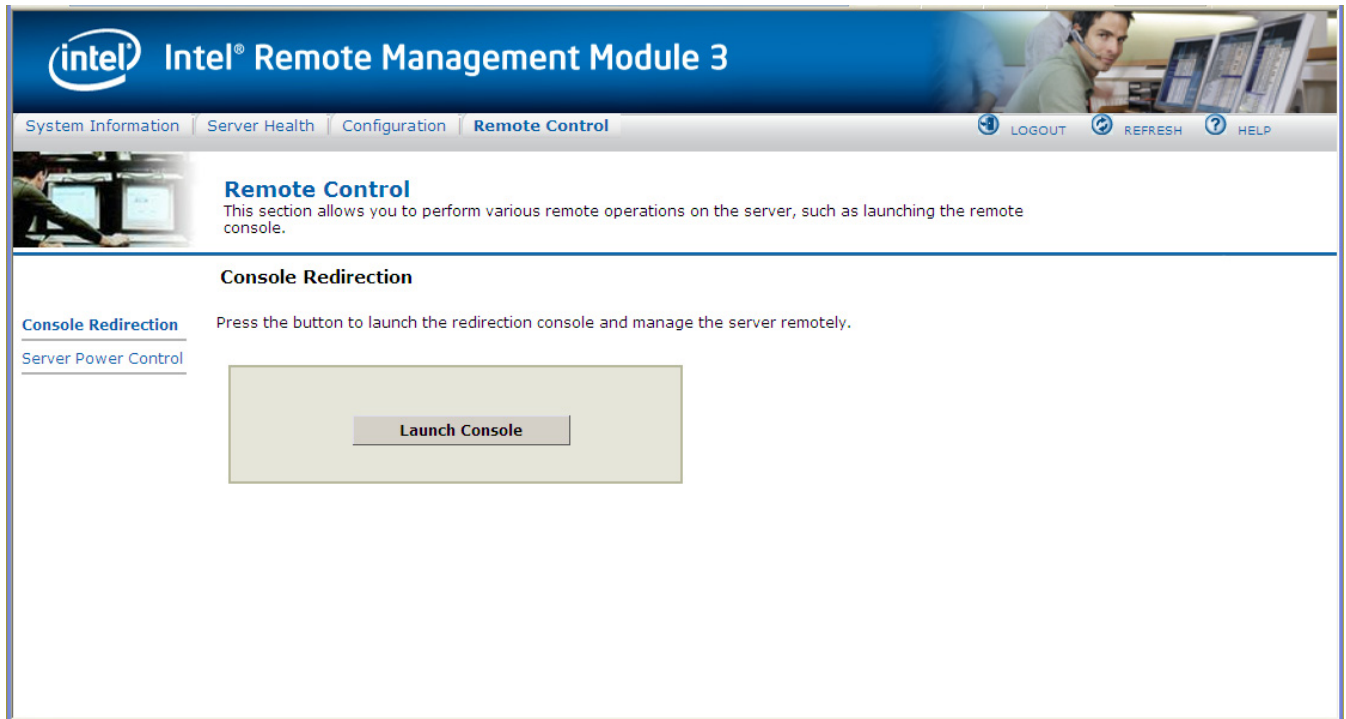 intel Intel® Remote Management Module 3
System Information Server Health Configuration Remote Control LOGOUT REFRESH HELP
Remote Control
This section allows you to perform various remote operations on the server, such as launching the remote
console.
Console Redirection
Console Redirection
Press the button to launch the redirection console and manage the server remotely.
Server Power Control
Launch Console